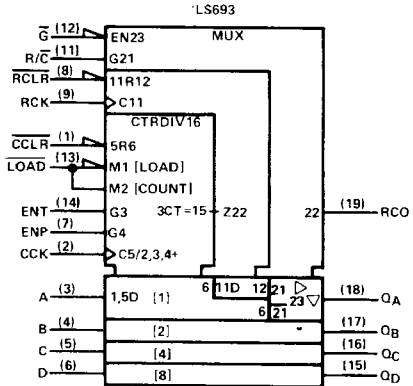 'LS693
MUX
G̅ (12) EN23
R/C̅ (11) G21
R̅C̅L̅R̅ (8) 11R12
RCK (9) C11
CTRDIV16
C̅C̅L̅R̅ (1) 5R6
L̅O̅A̅D̅ (13) M1 [LOAD]
M2 [COUNT]
ENT (14) G3 3CT=15 Z22 22 (19) RCO
ENP (7) G4
CCK (2) C5/2,3,4+
A (3) 1,5D [1] 6 11D 12 21 23 (18) QA
6 21
B (4) [2] (17) QB
C (5) [4] (16) QC
D (6) [8] (15) QD